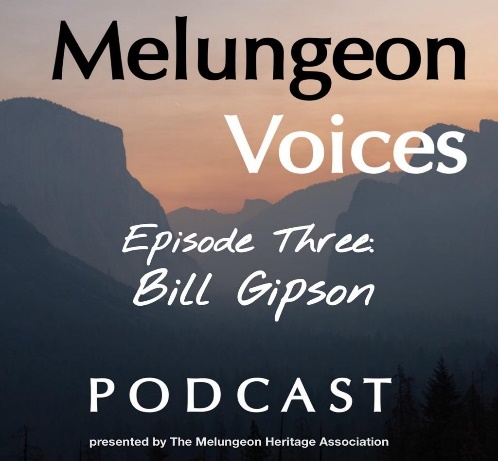 Melungeon
Voices
Episode Three:
Bill Gipson
PODCAST
presented by The Melungeon Heritage Association